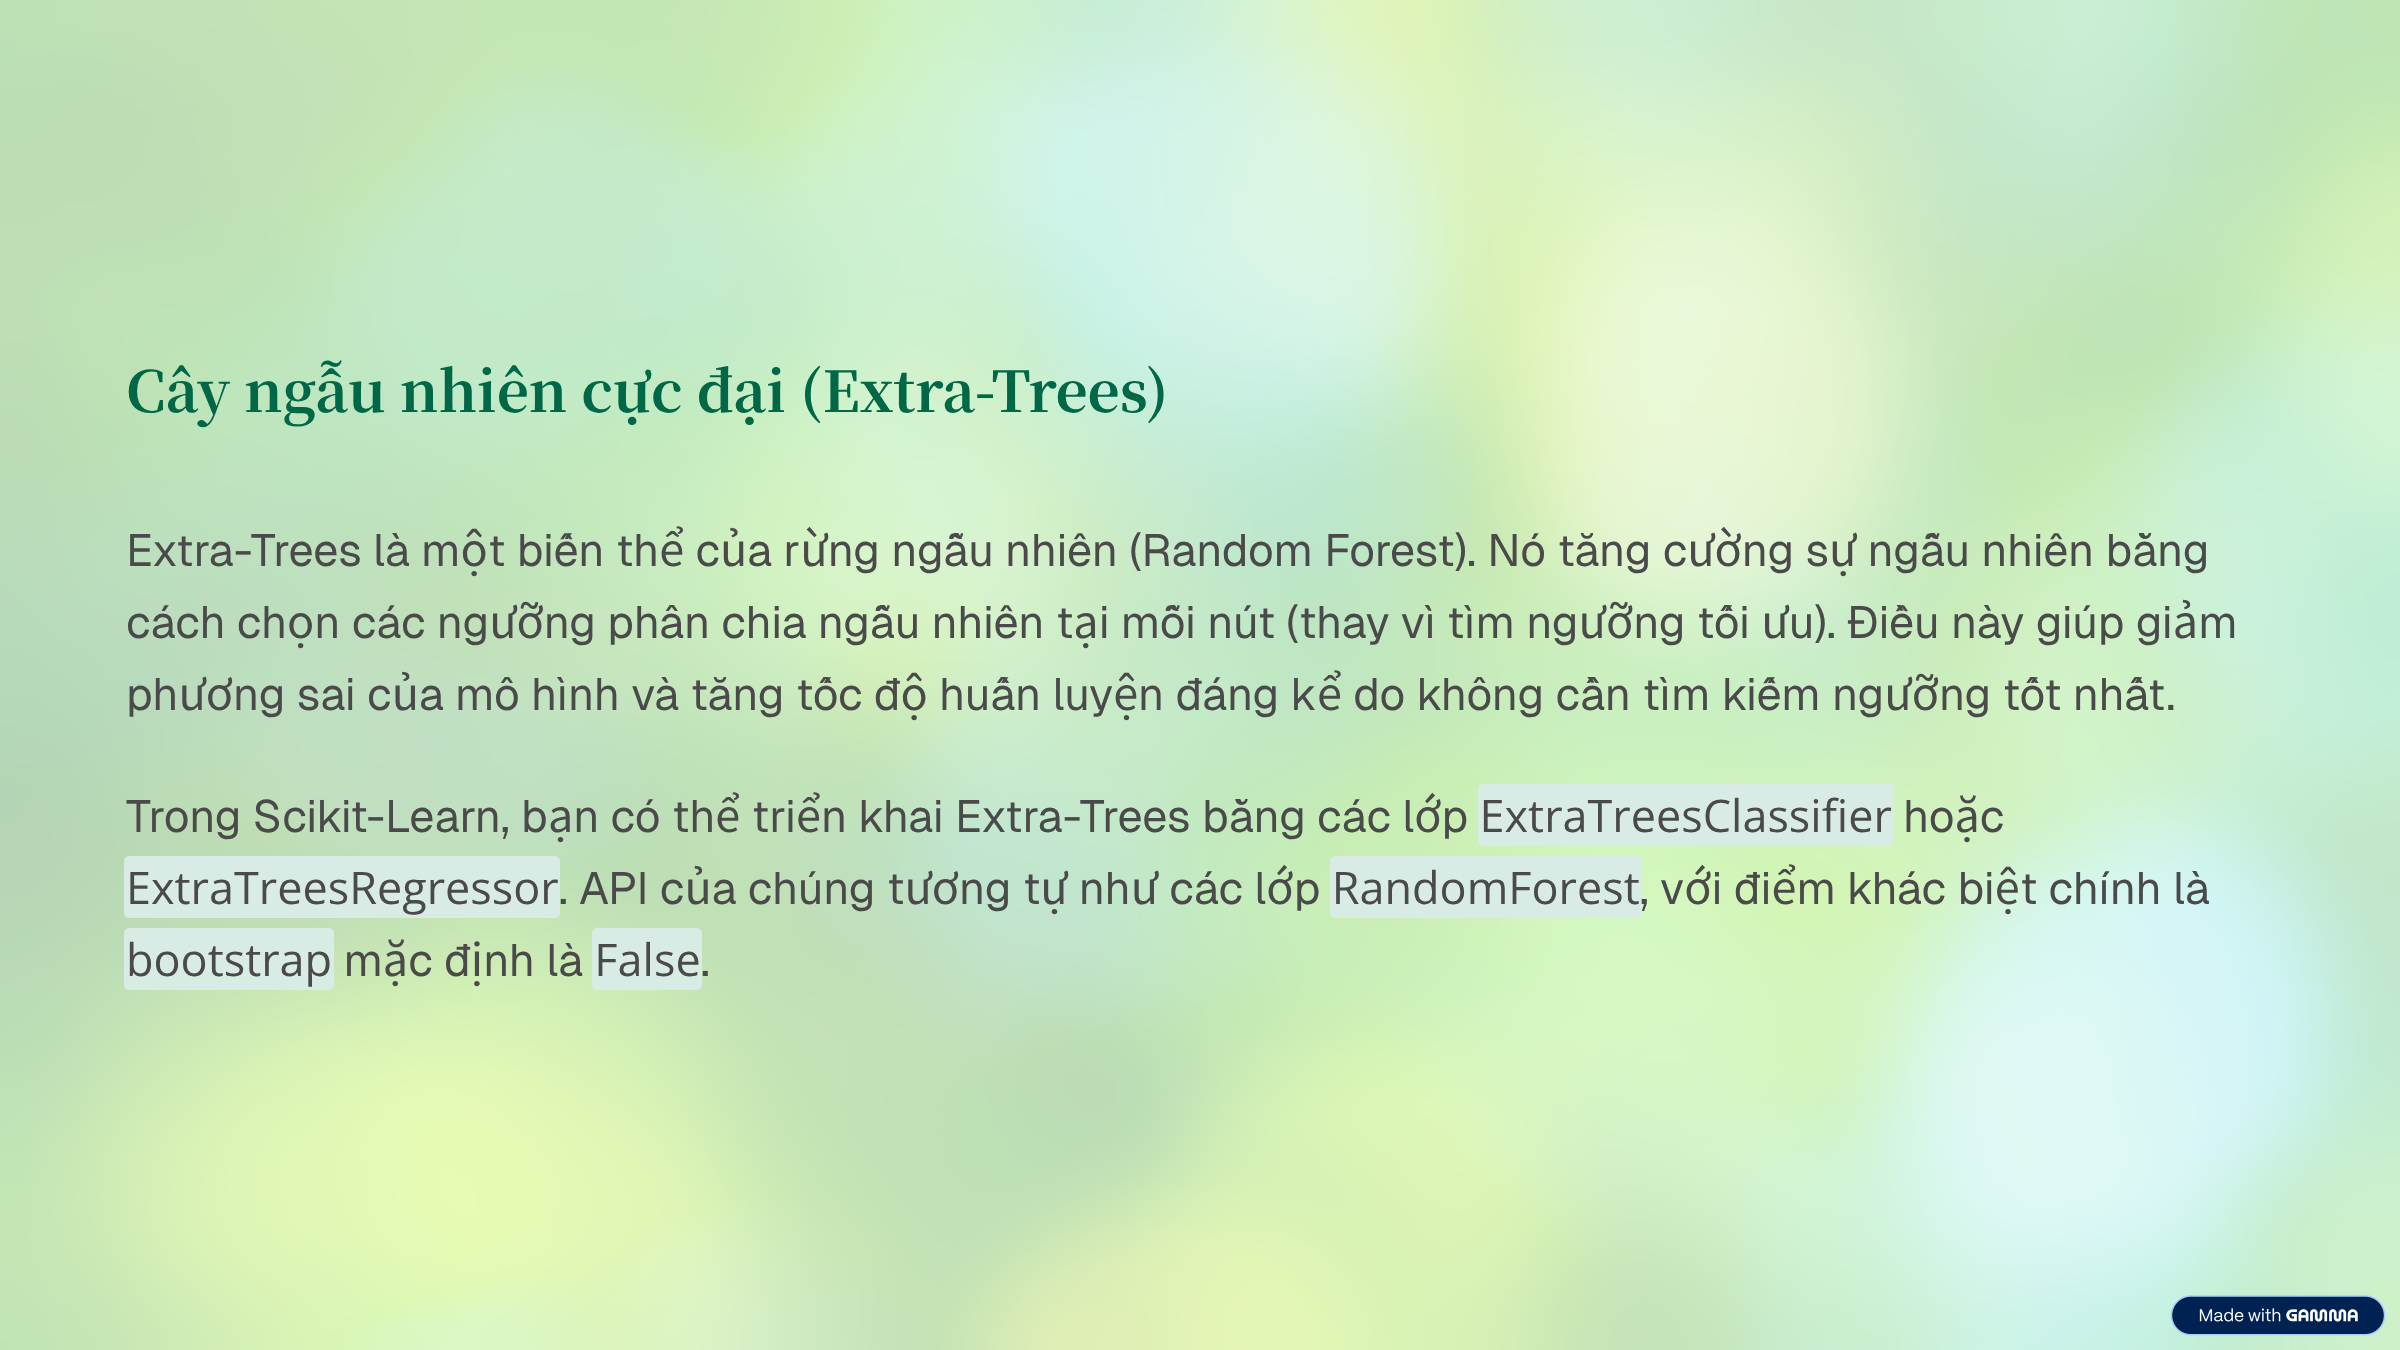 Cây ngẫu nhiên cực đại (Extra-Trees)
Extra-Trees là một biến thể của rừng ngẫu nhiên (Random Forest). Nó tăng cường sự ngẫu nhiên bằng
cách chọn các ngưỡng phân chia ngẫu nhiên tại mỗi nút (thay vì tìm ngưỡng tối ưu). Điều này giúp giảm
phương sai của mô hình và tăng tốc độ huấn luyện đáng kể do không cần tìm kiếm ngưỡng tốt nhất.
Trong Scikit-Learn, bạn có thể triển khai Extra-Trees bằng các lớp ExtraTreesClassifier hoặc
ExtraTreesRegressor. API của chúng tương tự như các lớp RandomForest, với điểm khác biệt chính là
bootstrap mặc định là False.
Made with GAMMA